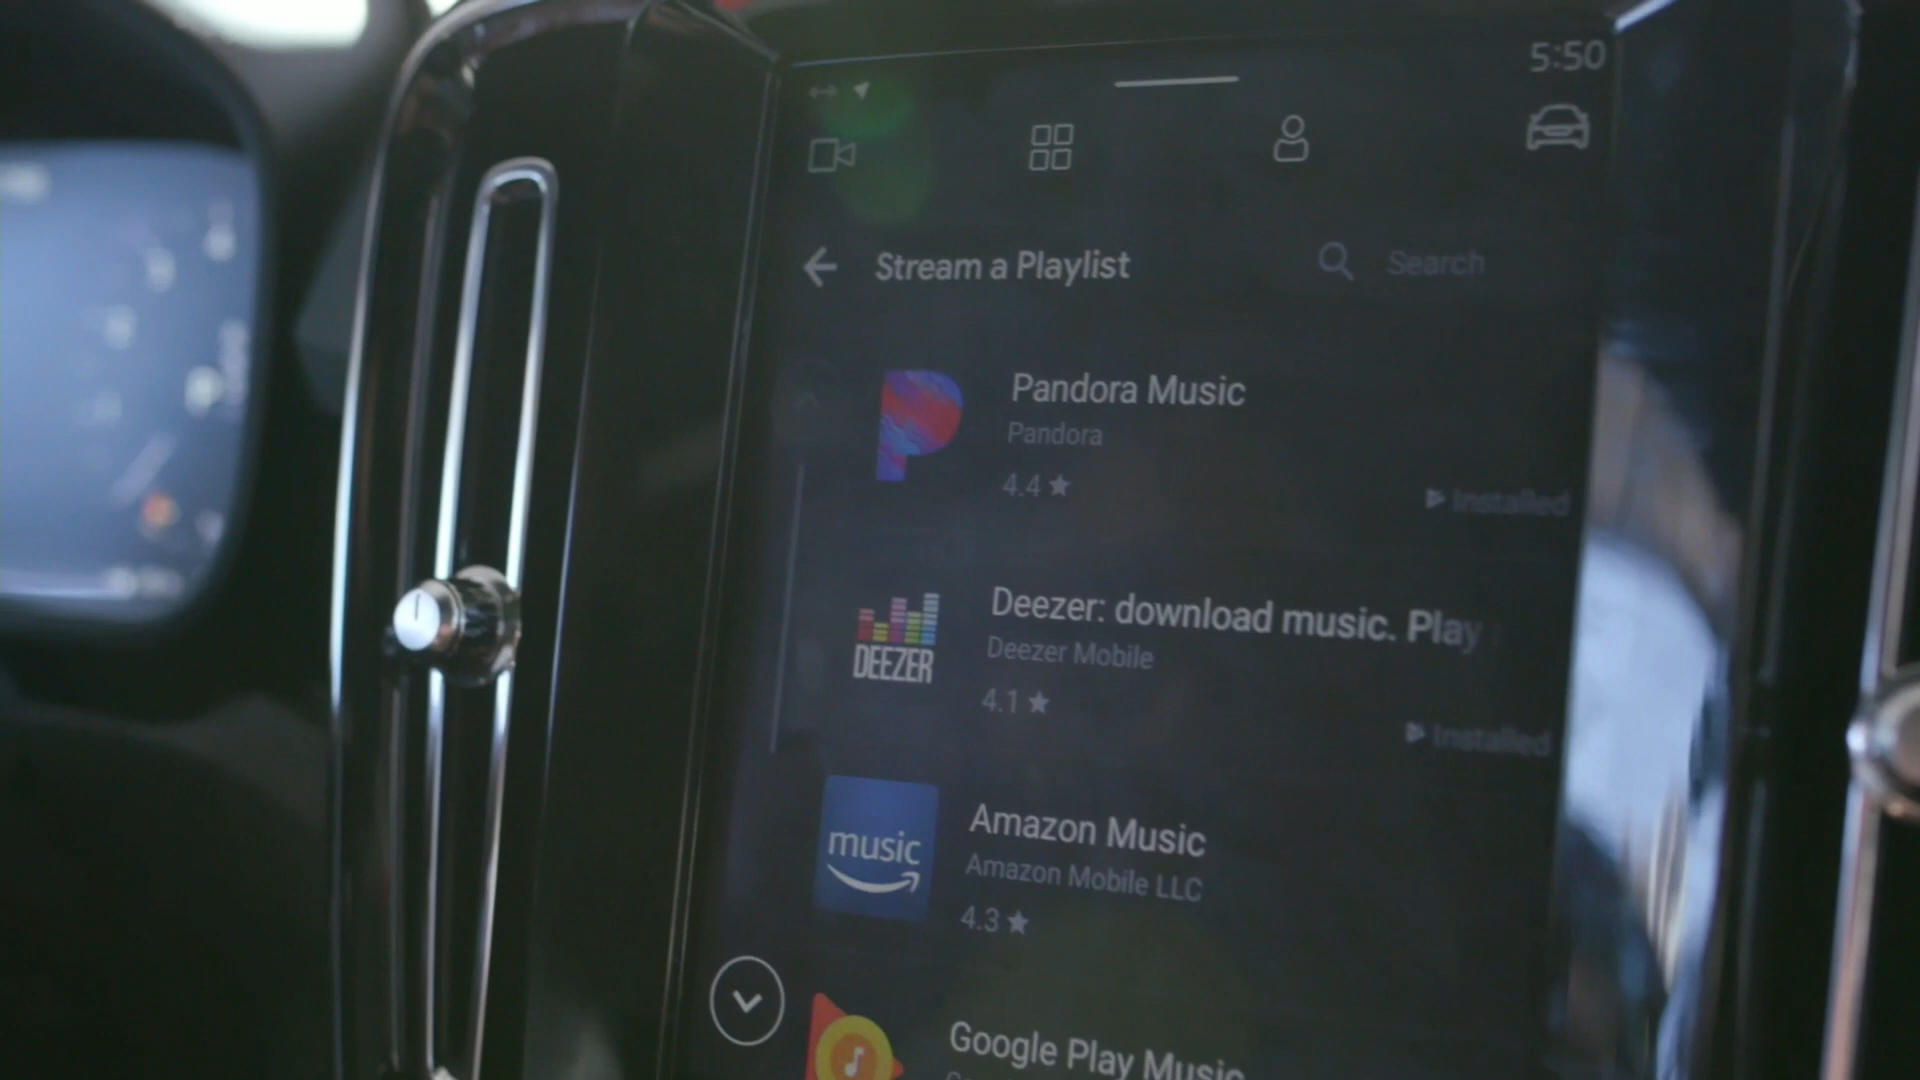 5:50
Stream a Playlist
Search
Pandora Music
Pandora
4.4
Installed
Deezer: download music. Play
DEEZER
Deezer Mobile
4.1
Installed
music
Amazon Music
Amazon Mobile LLC
4.3
Google Play Music